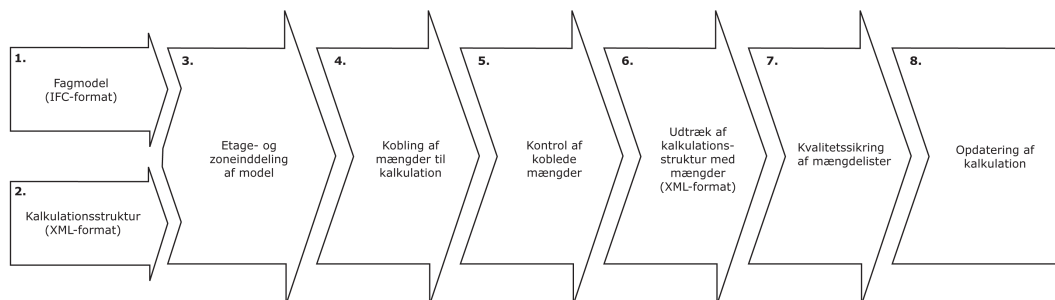 1.
Fagmodel
(IFC-format)
2.
Kalkulationsstruktur
(XML-format)
3.
Etage- og
zoneinddeling
af model
4.
Kobling af
mængder til
kalkulation
5.
Kontrol af
koblede
mængder
6.
Udtræk af
kalkulations-
struktur med
mængder
(XML-format)
7.
Kvalitetssikring
af mængdelister
8.
Opdatering af
kalkulation